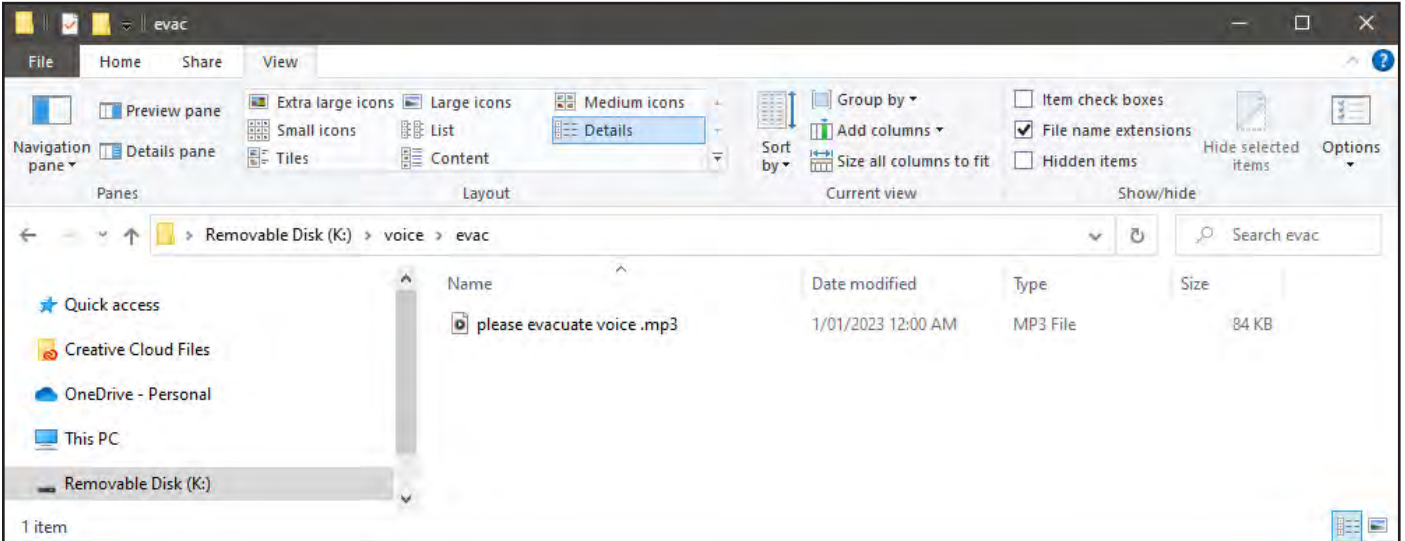 evac
File Home Share View
Navigation pane
Preview pane
Details pane
Panes
Extra large icons Large icons Medium icons
Small icons List Details
Tiles Content
Layout
Sort by
Group by
Add columns
Size all columns to fit
Current view
Item check boxes
File name extensions
Hidden items
Hide selected items
Show/hide
Options
Removable Disk (K:) > voice > evac
Search evac
Quick access
Creative Cloud Files
OneDrive - Personal
This PC
Removable Disk (K:)
Name Date modified Type Size
please evacuate voice .mp3 1/01/2023 12:00 AM MP3 File 84 KB
1 item